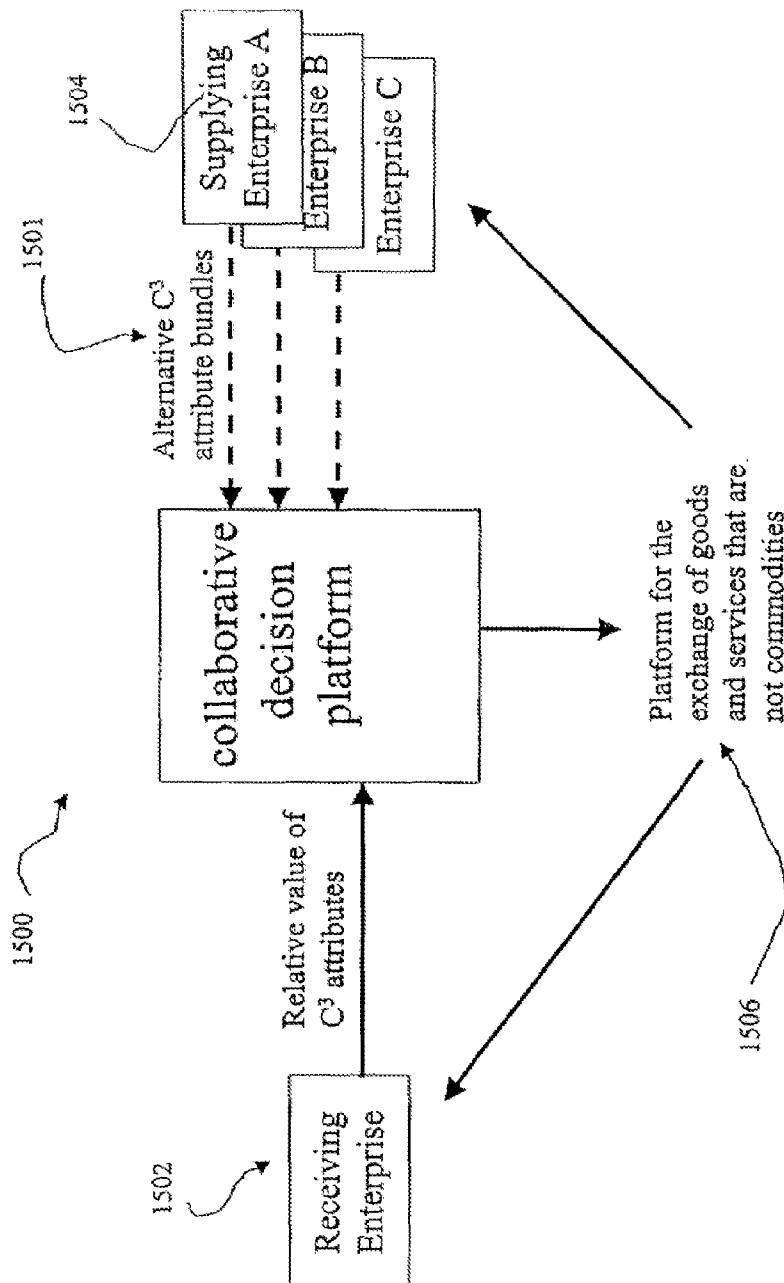 1500
1501
1504
1502
Receiving
Enterprise
Relative value of
C³ attributes
collaborative
decision
platform
Alternative C³
attribute bundles
Supplying
Enterprise A
Enterprise B
Enterprise C
Platform for the
exchange of goods
and services that are
not commodities
1506